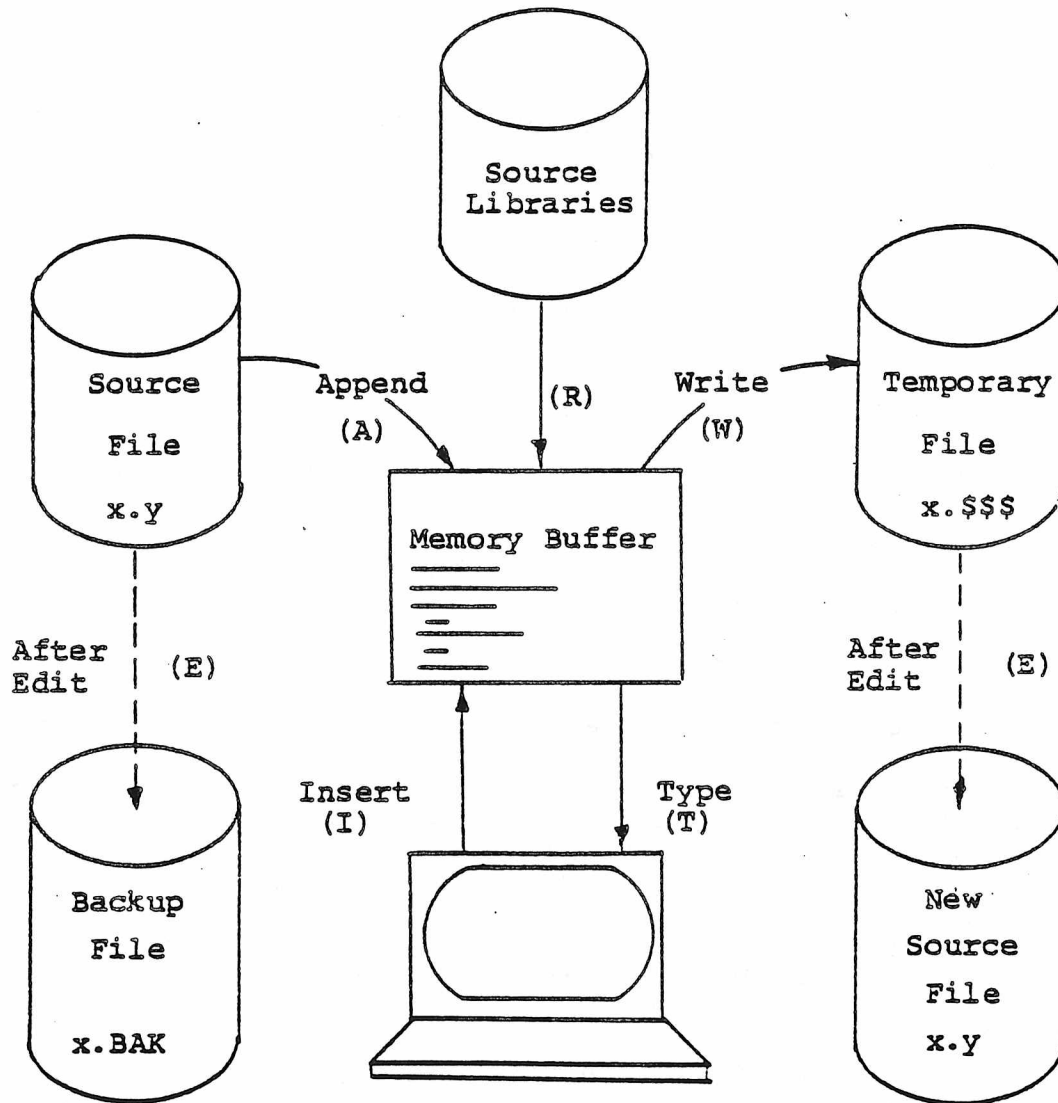 Source
Libraries
Source
File
x.y
Append
(A)
(R)
Write
(W)
Temporary
File
x.$$$
Memory Buffer
After
Edit
(E)
After
Edit
(E)
Insert
(I)
Type
(T)
Backup
File
x.BAK
New
Source
File
x.y